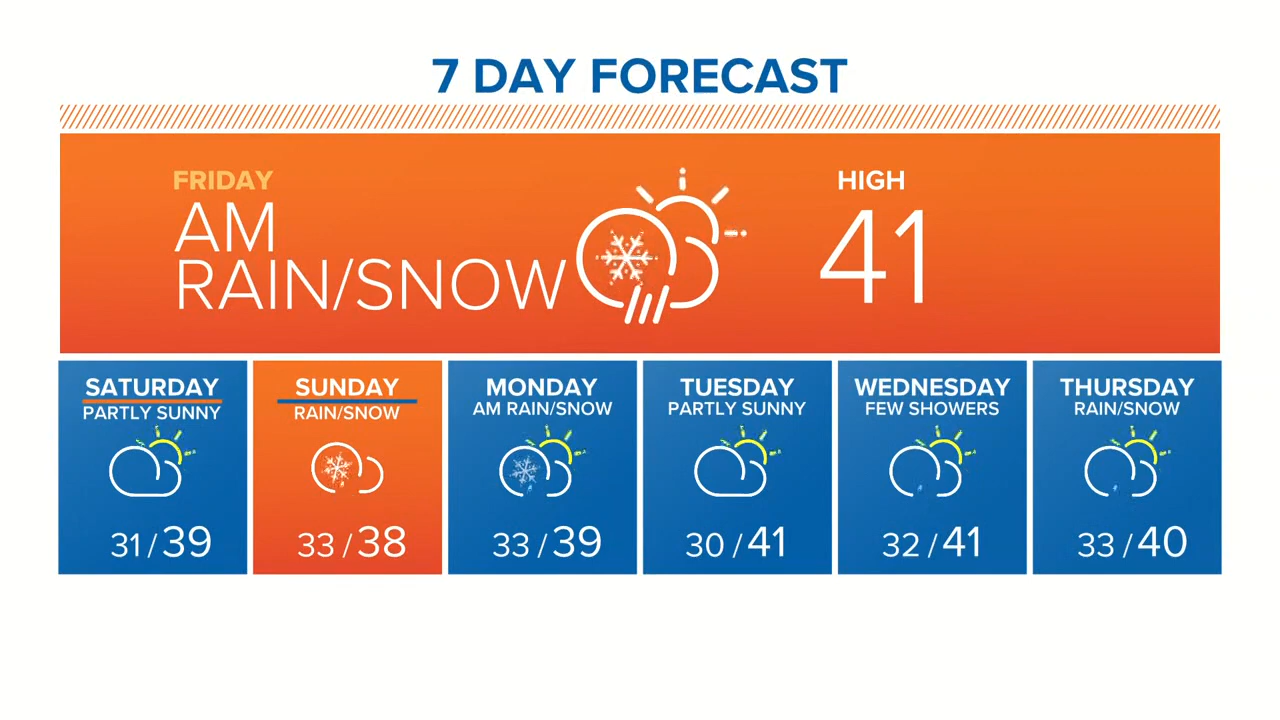 7 DAY FORECAST
FRIDAY
AM
RAIN/SNOW
HIGH
41
SATURDAY
PARTLY SUNNY
31/39
SUNDAY
RAIN/SNOW
33/38
MONDAY
AM RAIN/SNOW
33/39
TUESDAY
PARTLY SUNNY
30/41
WEDNESDAY
FEW SHOWERS
32/41
THURSDAY
RAIN/SNOW
33/40